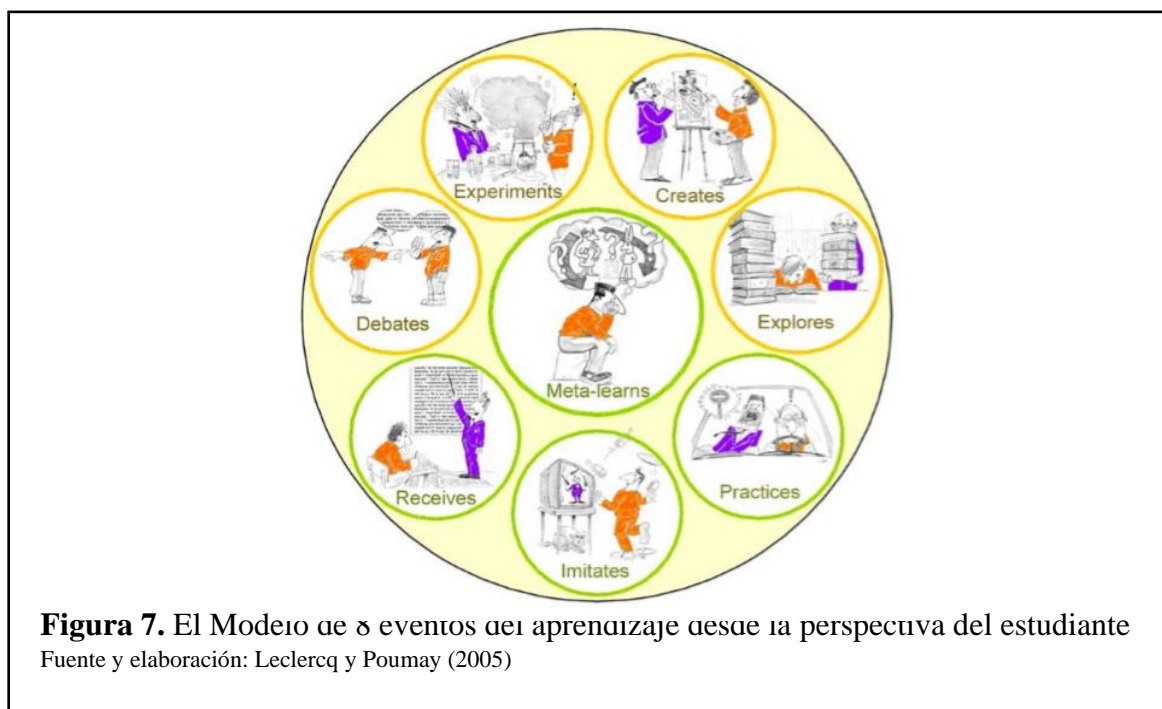 Experiments
Creates
Debates
Explores
Meta-learns
Receives
Practices
Imitates
Figura 7. El Modelo de 8 eventos del aprendizaje desde la perspectiva del estudiante
Fuente y elaboración: Leclercq y Poumay (2005)